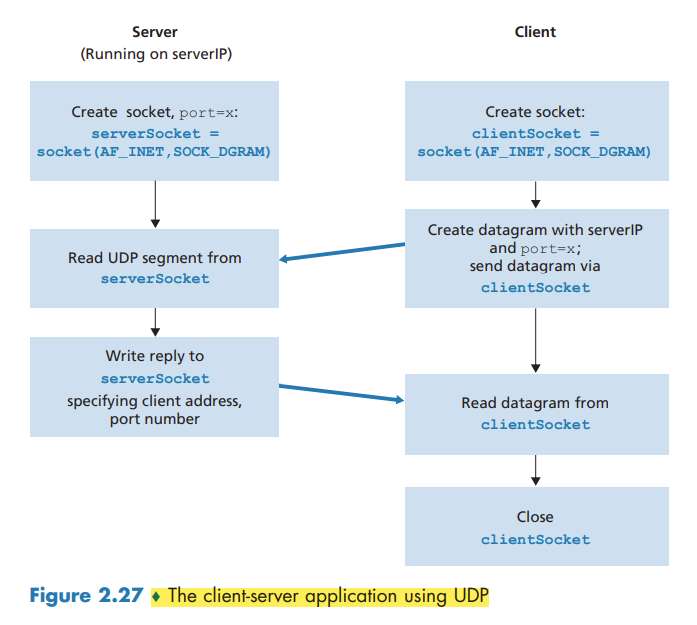 Server
(Running on serverIP)
Create socket, port=x:
serverSocket =
socket(AF_INET,SOCK_DGRAM)
Read UDP segment from
serverSocket
Write reply to
serverSocket
specifying client address,
port number
Client
Create socket:
clientSocket =
socket(AF_INET,SOCK_DGRAM)
Create datagram with serverIP
and port=x;
send datagram via
clientSocket
Read datagram from
clientSocket
Close
clientSocket
Figure 2.27 ♦ The client-server application using UDP